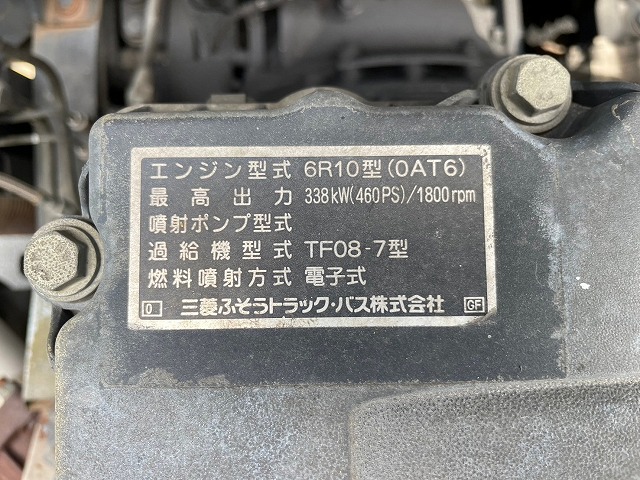 エンジン型式 6R10型(0AT6)
最高出力 338kW(460PS)/1800rpm
噴射ポンプ型式
過給機型式 TF08-7型
燃料噴射方式 電子式
0 三菱ふそうトラック・バス株式会社 GF